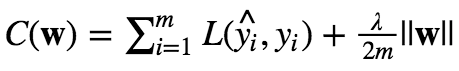 C(𝐰) = ∑ᵢ₌₁ᵐ L(ŷᵢ, yᵢ) + λ/2m ||𝐰||